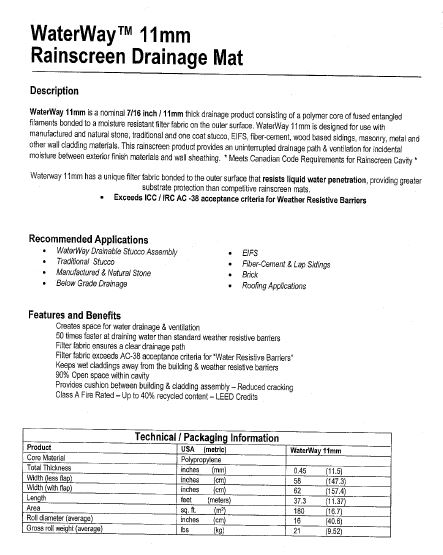 WaterWay™ 11mm
Rainscreen Drainage Mat
Description
WaterWay 11mm is a nominal 7/16 inch / 11mm thick drainage product consisting of a polymer core of fused entangled
filaments bonded to a moisture resistant filter fabric on the outer surface. WaterWay 11mm is designed for use with
manufactured and natural stone, traditional and one coat stucco, EIFS, fiber-cement, wood based sidings, masonry, metal and
other wall cladding materials. This rainscreen product provides an uninterrupted drainage path & ventilation for incidental
moisture between exterior finish materials and wall sheathing. * Meets Canadian Code Requirements for Rainscreen Cavity *
Waterway 11mm has a unique filter fabric bonded to the outer surface that resists liquid water penetration, providing greater
substrate protection than competitive rainscreen mats.
• Exceeds ICC / IRC AC -38 acceptance criteria for Weather Resistive Barriers
Recommended Applications
• WaterWay Drainable Stucco Assembly
• Traditional Stucco
• Manufactured & Natural Stone
• Below Grade Drainage
• EIFS
• Fiber-Cement & Lap Sidings
• Brick
• Roofing Applications
Features and Benefits
Creates space for water drainage & ventilation
50 times faster at draining water than standard weather resistive barriers
Filter fabric ensures a clear drainage path
Filter fabric exceeds AC-38 acceptance criteria for "Water Resistive Barriers"
Keeps wet claddings away from the building & weather resistive barriers
90% Open space within cavity
Provides cushion between building & cladding assembly – Reduced cracking
Class A Fire Rated – Up to 40% recycled content – LEED Credits
Technical / Packaging Information
Product USA (metric) WaterWay 11mm
Core Material Polypropylene
Total Thickness inches (mm) 0.45 (11.5)
Width (less flap) inches (cm) 58 (147.3)
Width (with flap) inches (cm) 62 (157.4)
Length feet (meters) 37.3 (11.37)
Area sq. ft. (m²) 180 (16.7)
Roll diameter (average) inches (cm) 16 (40.6)
Gross roll weight (average) lbs (kg) 21 (9.52)